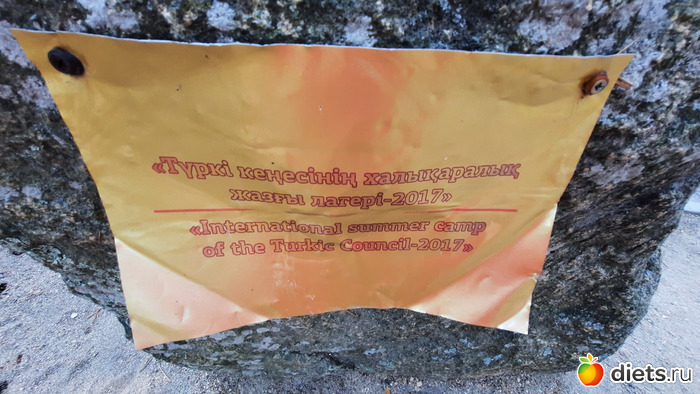 «Түркі кеңесінің халықаралық
жазғы лагері-2017»
«International summer camp
of the Turkic Council-2017»
diets.ru